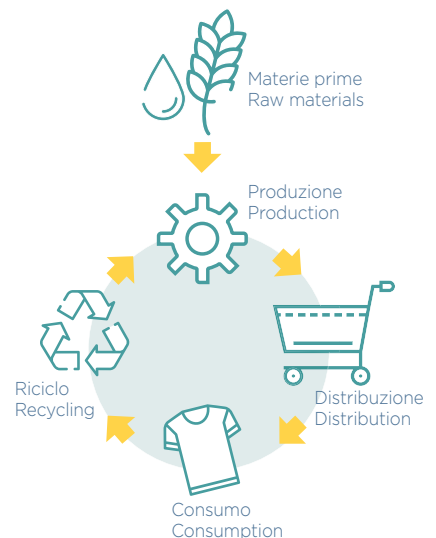 Materie prime
Raw materials
Produzione
Production
Distribuzione
Distribution
Consumo
Consumption
Riciclo
Recycling